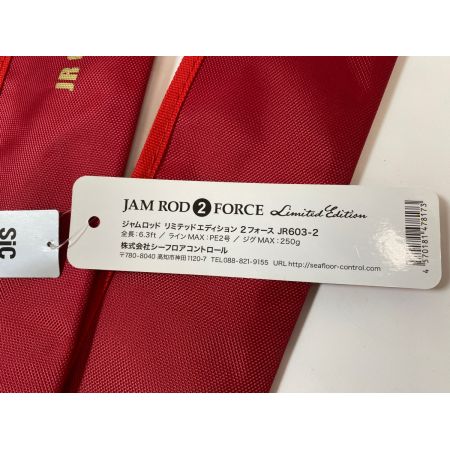 JR
SiC
JAM ROD 2 FORCE Limited Edition
ジャムロッド リミテッドエディション 2フォース JR603-2
全長：6.3ft ／ ラインMAX：PE2号 ／ ジグMAX：250g
株式会社シーフロアコントロール
〒780-8040 高知市神田1120-7 TEL088-821-9155 URL http://seafloor-control.com
4 570181 478173